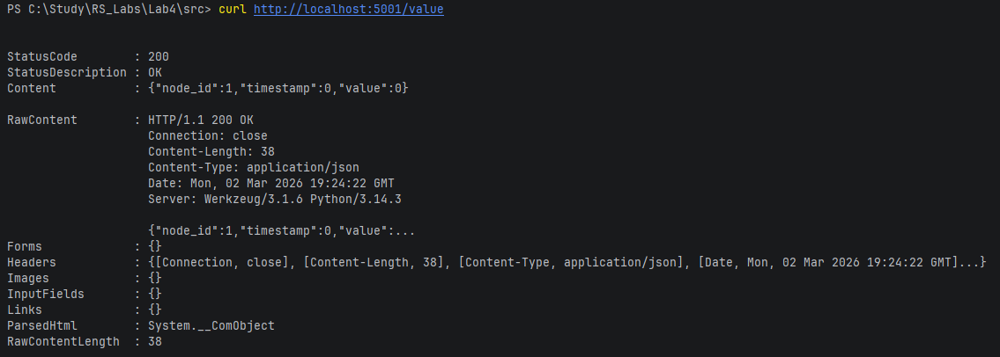 PS C:\Study\RS_Labs\Lab4\src> curl http://localhost:5001/value
StatusCode        : 200
StatusDescription : OK
Content           : {"node_id":1,"timestamp":0,"value":0}
RawContent        : HTTP/1.1 200 OK
                    Connection: close
                    Content-Length: 38
                    Content-Type: application/json
                    Date: Mon, 02 Mar 2026 19:24:22 GMT
                    Server: Werkzeug/3.1.6 Python/3.14.3
                    {"node_id":1,"timestamp":0,"value":...
Forms             : {}
Headers           : {[Connection, close], [Content-Length, 38], [Content-Type, application/json], [Date, Mon, 02 Mar 2026 19:24:22 GMT]...}
Images            : {}
InputFields       : {}
Links             : {}
ParsedHtml        : System.__ComObject
RawContentLength  : 38